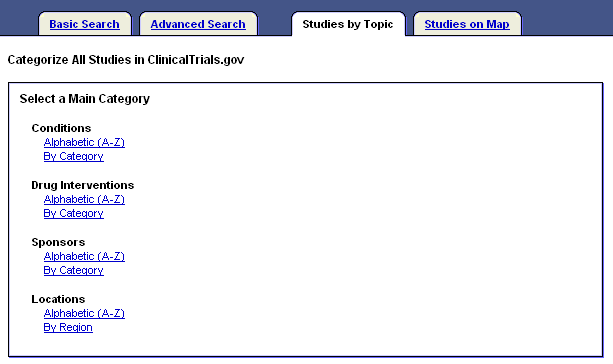 Basic Search Advanced Search Studies by Topic Studies on Map
Categorize All Studies in ClinicalTrials.gov
Select a Main Category
Conditions
Alphabetic (A-Z)
By Category
Drug Interventions
Alphabetic (A-Z)
By Category
Sponsors
Alphabetic (A-Z)
By Category
Locations
Alphabetic (A-Z)
By Region